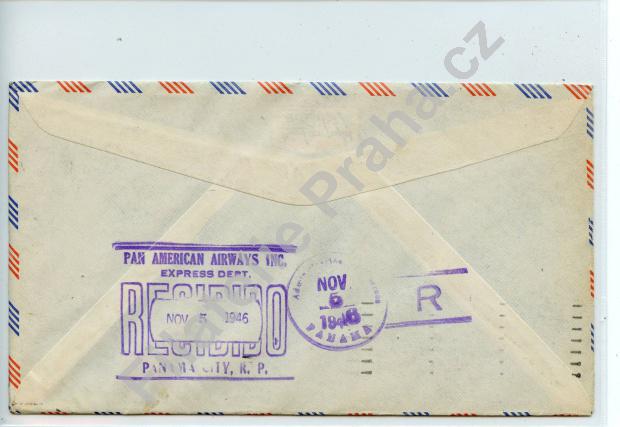 PAN AMERICAN AIRWAYS INC.
EXPRESS DEPT.
RECIBIDO
NOV 5 1946
PANAMA CITY, R. P.
NOV
5
1946
PANAMA
R
Filatelie Praha.cz